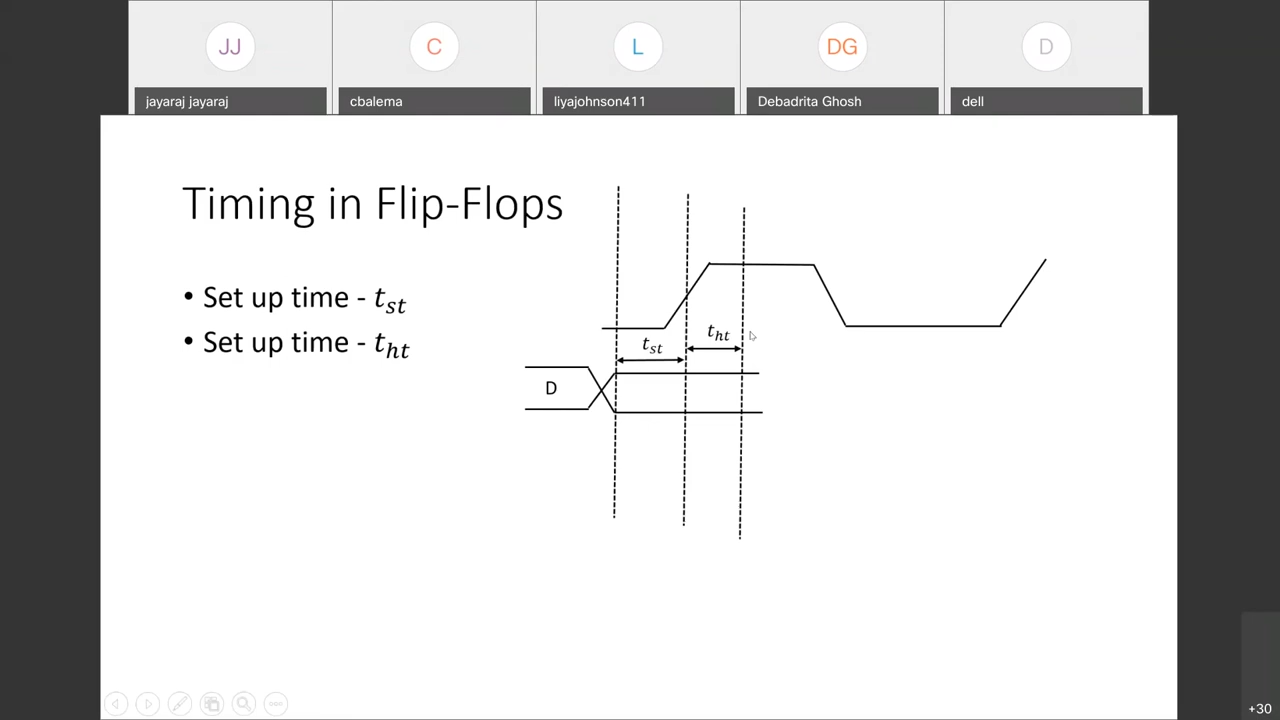 JJ
C
L
DG
D
jayaraj jayaraj
cbalema
liyajohnson411
Debadrita Ghosh
dell
Timing in Flip-Flops
• Set up time - t_st
• Set up time - t_ht
t_st
t_ht
D
+30